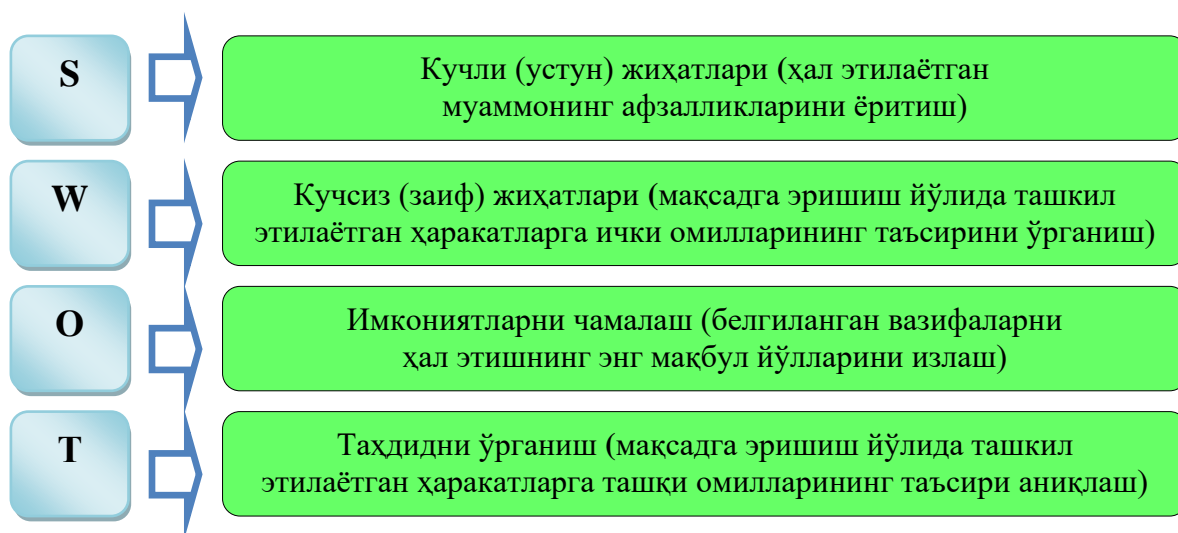 S
Кучли (устун) жиҳатлари (ҳал этилаётган
муаммонинг афзалликларини ёритиш)
W
Кучсиз (заиф) жиҳатлари (мақсадга эришиш йўлида ташкил
этилаётган ҳаракатларга ички омилларининг таъсирини ўрганиш)
O
Имкониятларни чамалаш (белгиланган вазифаларни
ҳал этишнинг энг мақбул йўлларини излаш)
T
Таҳдидни ўрганиш (мақсадга эришиш йўлида ташкил
этилаётган ҳаракатларга ташқи омилларининг таъсири аниқлаш)